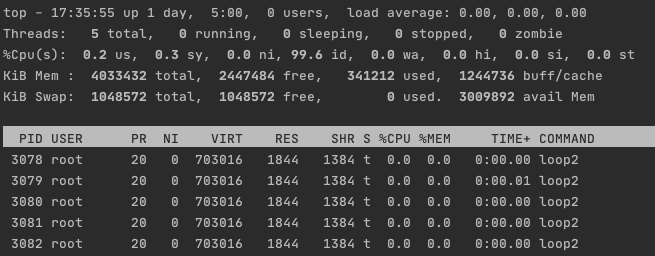 top - 17:35:55 up 1 day,  5:00,  0 users,  load average: 0.00, 0.00, 0.00
Threads:   5 total,   0 running,   0 sleeping,   0 stopped,   0 zombie
%Cpu(s):  0.2 us,  0.3 sy,  0.0 ni, 99.6 id,  0.0 wa,  0.0 hi,  0.0 si,  0.0 st
KiB Mem :  4033432 total,  2447484 free,   341212 used,  1244736 buff/cache
KiB Swap:  1048572 total,  1048572 free,        0 used.  3009892 avail Mem
  PID USER      PR  NI    VIRT    RES    SHR S %CPU %MEM     TIME+ COMMAND
 3078 root      20   0  703016   1844   1384 t  0.0  0.0   0:00.00 loop2
 3079 root      20   0  703016   1844   1384 t  0.0  0.0   0:00.01 loop2
 3080 root      20   0  703016   1844   1384 t  0.0  0.0   0:00.00 loop2
 3081 root      20   0  703016   1844   1384 t  0.0  0.0   0:00.00 loop2
 3082 root      20   0  703016   1844   1384 t  0.0  0.0   0:00.00 loop2